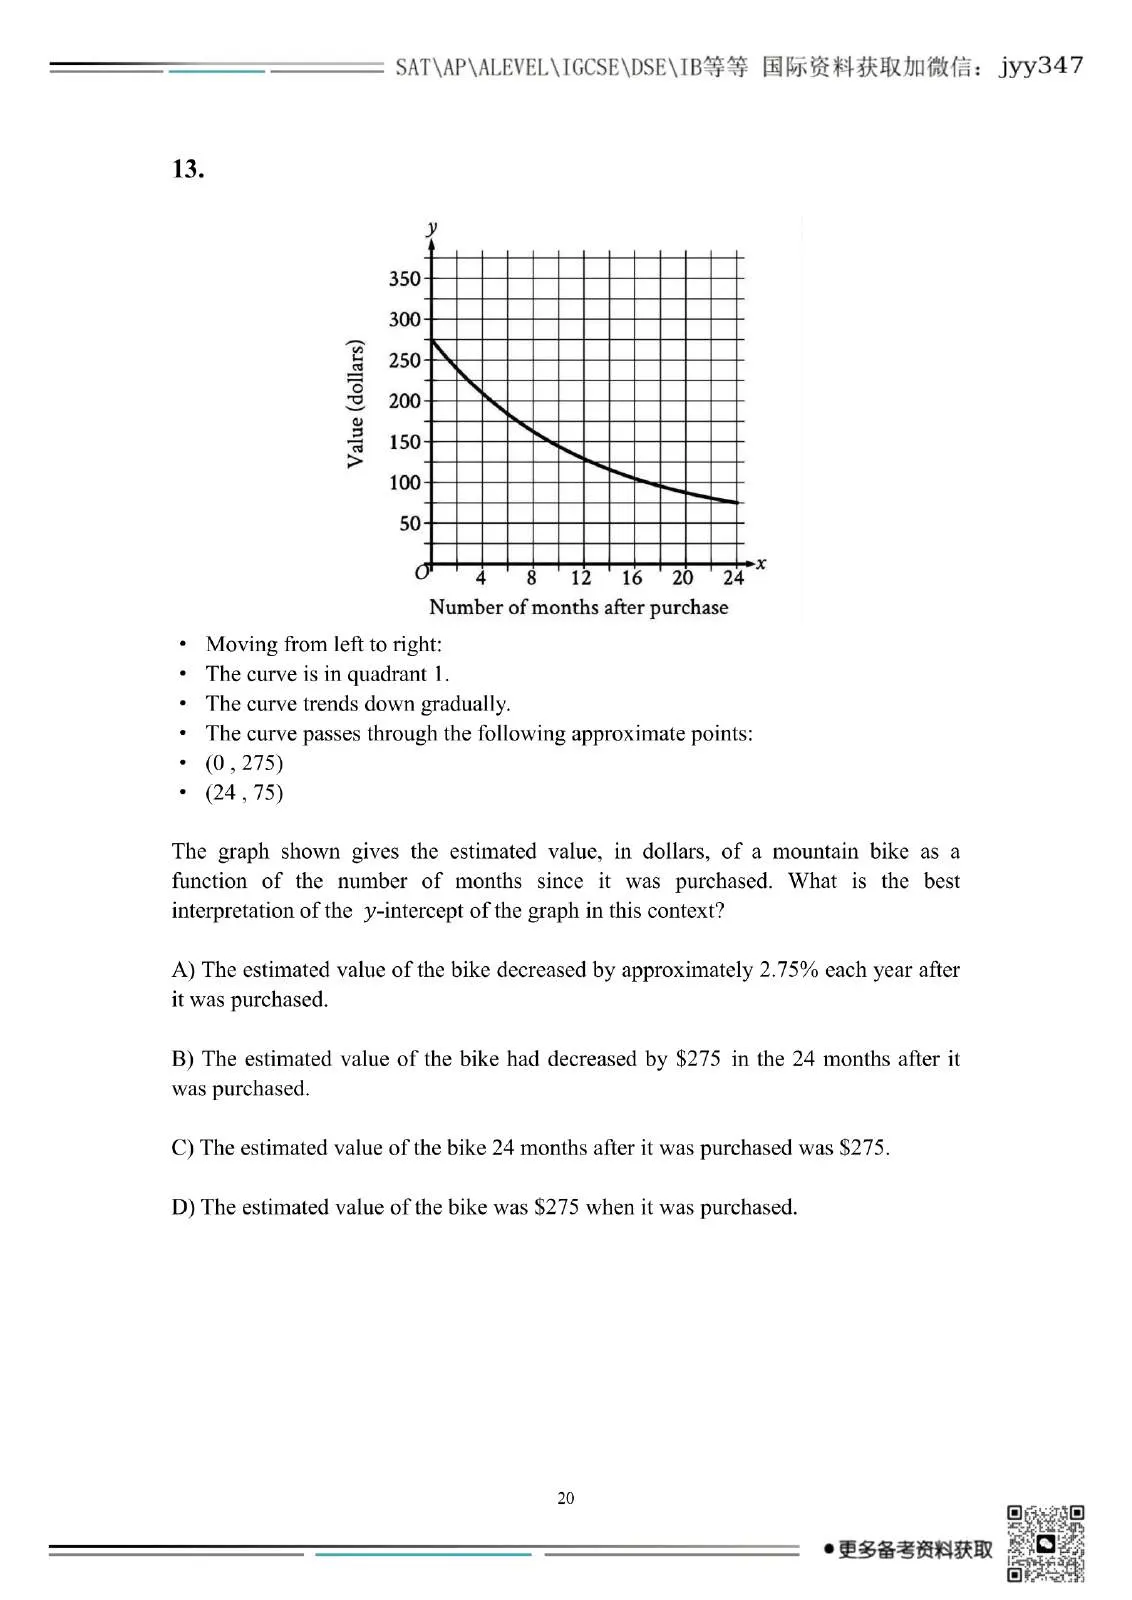 SAT\AP\ALEVEL\IGCSE\DSE\IB等等 国际资料获取加微信：jyy347
13.
y
350
300
250
200
150
100
50
Value (dollars)
O
4 8 12 16 20 24
x
Number of months after purchase
• Moving from left to right:
• The curve is in quadrant 1.
• The curve trends down gradually.
• The curve passes through the following approximate points:
• (0 , 275)
• (24 , 75)
The graph shown gives the estimated value, in dollars, of a mountain bike as a
function of the number of months since it was purchased. What is the best
interpretation of the y-intercept of the graph in this context?
A) The estimated value of the bike decreased by approximately 2.75% each year after
it was purchased.
B) The estimated value of the bike had decreased by $275 in the 24 months after it
was purchased.
C) The estimated value of the bike 24 months after it was purchased was $275.
D) The estimated value of the bike was $275 when it was purchased.
20
●更多备考资料获取